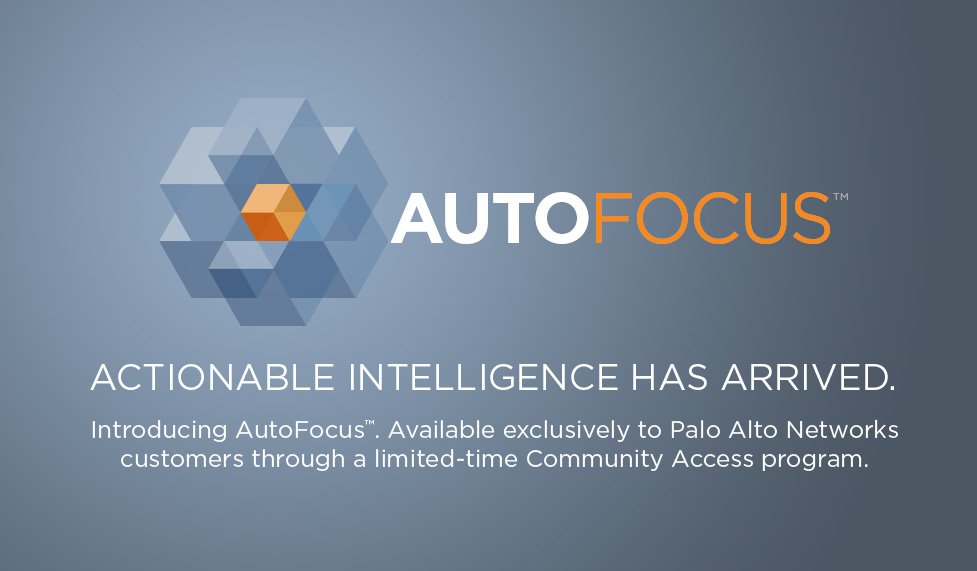 AUTOFOCUS™
ACTIONABLE INTELLIGENCE HAS ARRIVED.
Introducing AutoFocus™. Available exclusively to Palo Alto Networks
customers through a limited-time Community Access program.